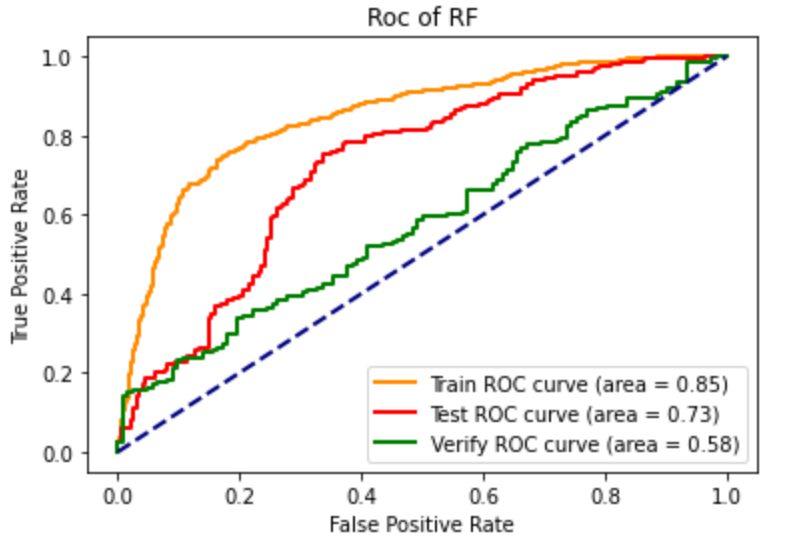 Roc of RF
1.0
0.8
0.6
0.4
0.2
0.0
True Positive Rate
Train ROC curve (area = 0.85)
Test ROC curve (area = 0.73)
Verify ROC curve (area = 0.58)
0.0 0.2 0.4 0.6 0.8 1.0
False Positive Rate